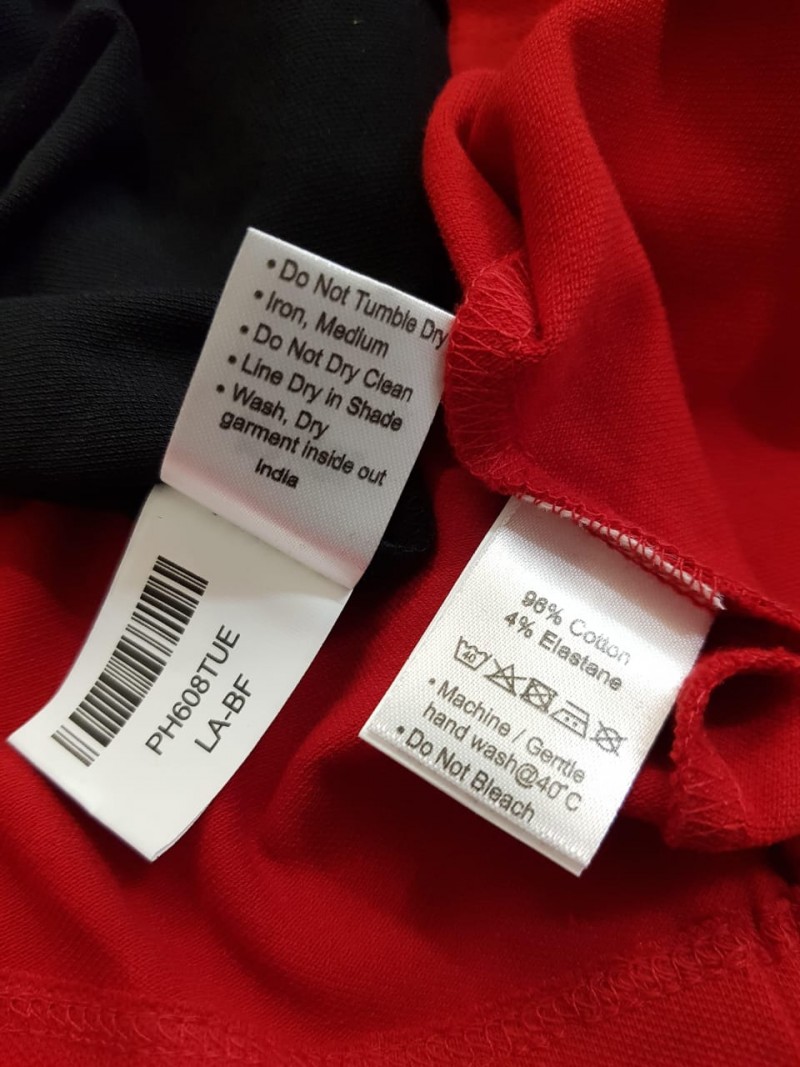 • Do Not Tumble Dry
• Iron, Medium
• Do Not Dry Clean
• Line Dry in Shade
• Wash, Dry
garment inside out
India
PH608TUE
LA-BF
96% Cotton
4% Elastane
40
• Machine / Gentle
hand wash@40°C
• Do Not Bleach